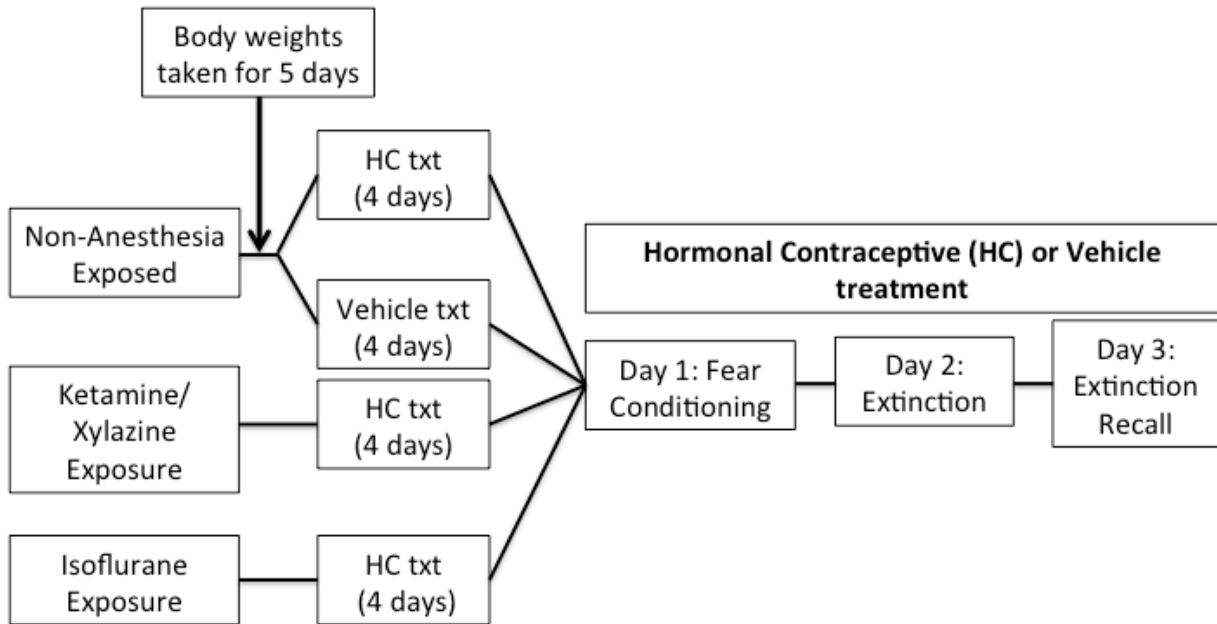 Body weights
taken for 5 days
HC txt
(4 days)
Non-Anesthesia
Exposed
Vehicle txt
(4 days)
Ketamine/
Xylazine
Exposure
HC txt
(4 days)
Isoflurane
Exposure
HC txt
(4 days)
Hormonal Contraceptive (HC) or Vehicle
treatment
Day 1: Fear
Conditioning
Day 2:
Extinction
Day 3:
Extinction
Recall